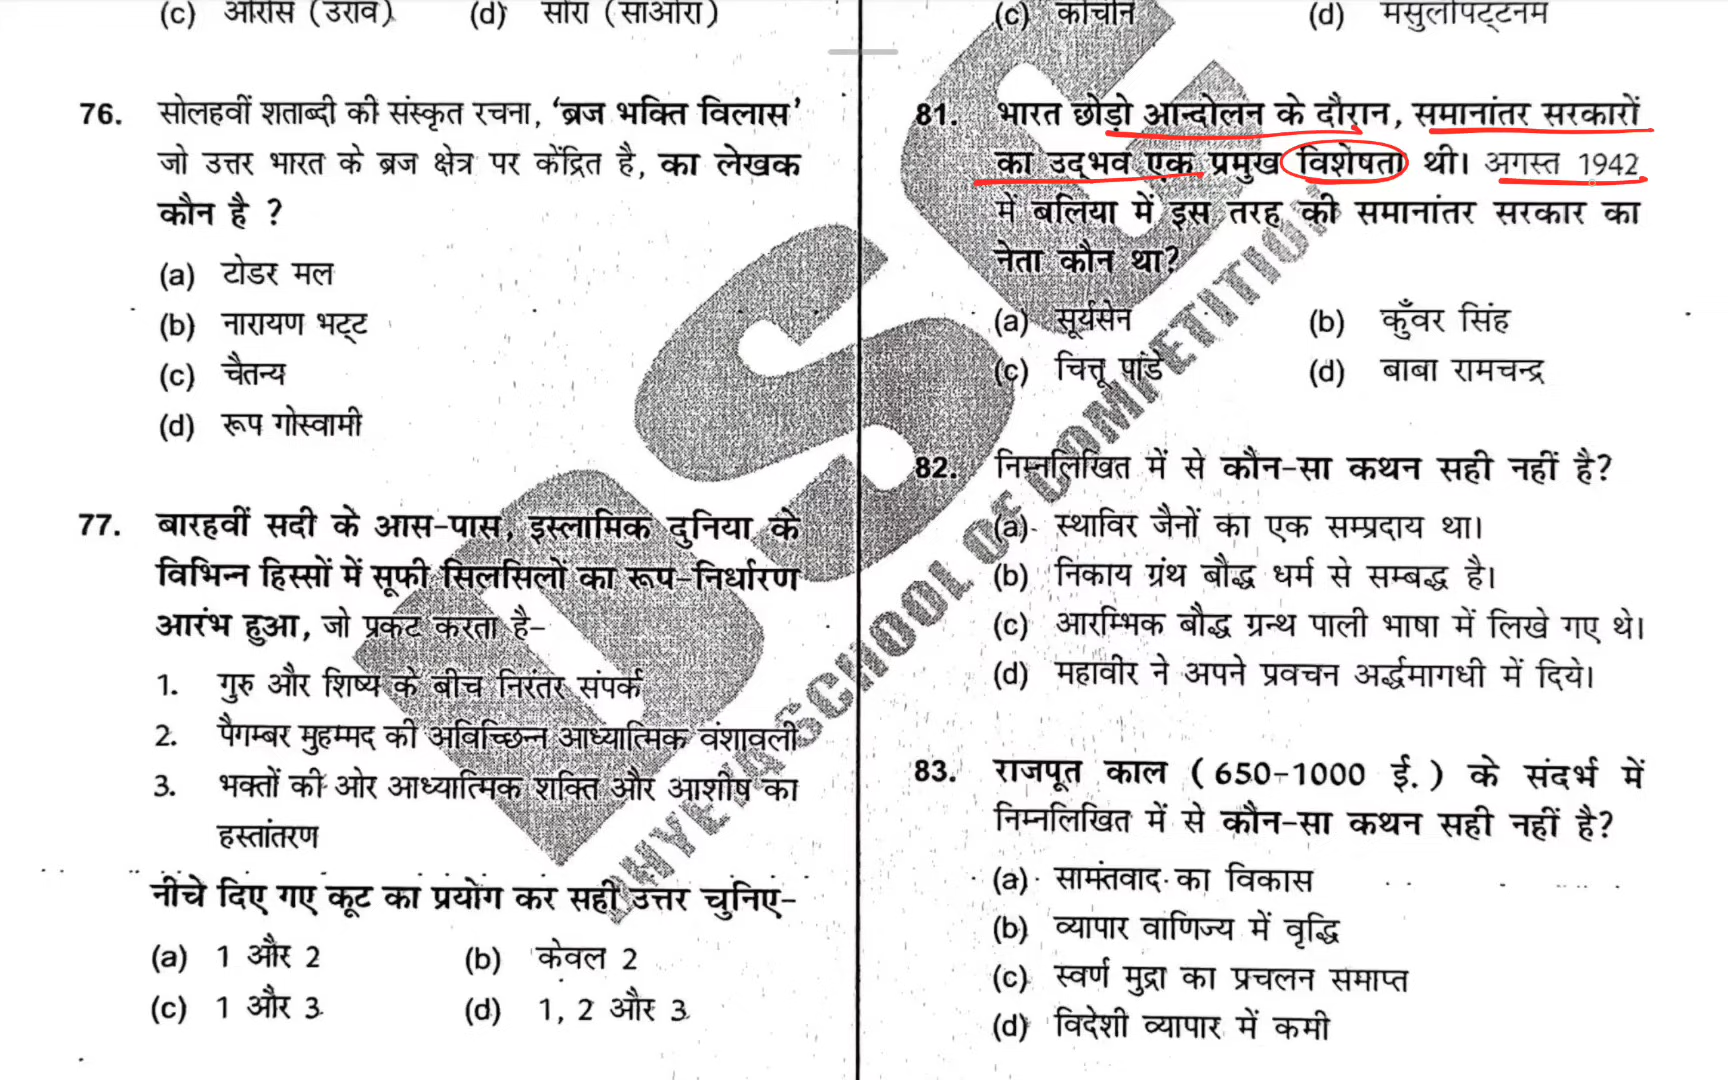 (c) ओराँस (उराँव) (d) सोरा (साओरा)
76. सोलहवीं शताब्दी की संस्कृत रचना, ‘ब्रज भक्ति विलास’
जो उत्तर भारत के ब्रज क्षेत्र पर केंद्रित है, का लेखक
कौन है ?
(a) टोडर मल
(b) नारायण भट्ट
(c) चैतन्य
(d) रूप गोस्वामी
77. बारहवीं सदी के आस-पास, इस्लामिक दुनिया के
विभिन्न हिस्सों में सूफी सिलसिलों का रूप-निर्धारण
आरंभ हुआ, जो प्रकट करता है-
1. गुरु और शिष्य के बीच निरंतर संपर्क
2. पैगम्बर मुहम्मद की अविच्छिन्न आध्यात्मिक वंशावली
3. भक्तों की ओर आध्यात्मिक शक्ति और आशीष का
हस्तांतरण
नीचे दिए गए कूट का प्रयोग कर सही उत्तर चुनिए-
(a) 1 और 2 (b) केवल 2
(c) 1 और 3 (d) 1, 2 और 3
(c) कोचीन (d) मसुलीपट्टनम
81. भारत छोड़ो आन्दोलन के दौरान, समानांतर सरकारों
का उद्भव एक प्रमुख विशेषता थी। अगस्त 1942
में बलिया में इस तरह की समानांतर सरकार का
नेता कौन था?
(a) सूर्यसेन (b) कुँवर सिंह
(c) चित्तू पांडे (d) बाबा रामचन्द्र
82. निम्नलिखित में से कौन-सा कथन सही नहीं है?
(a) स्थाविर जैनों का एक सम्प्रदाय था।
(b) निकाय ग्रंथ बौद्ध धर्म से सम्बद्ध है।
(c) आरम्भिक बौद्ध ग्रन्थ पाली भाषा में लिखे गए थे।
(d) महावीर ने अपने प्रवचन अर्द्धमागधी में दिये।
83. राजपूत काल (650-1000 ई.) के संदर्भ में
निम्नलिखित में से कौन-सा कथन सही नहीं है?
(a) सामंतवाद का विकास
(b) व्यापार वाणिज्य में वृद्धि
(c) स्वर्ण मुद्रा का प्रचलन समाप्त
(d) विदेशी व्यापार में कमी
DSC
DHYEYA SCHOOL OF COMPETITION